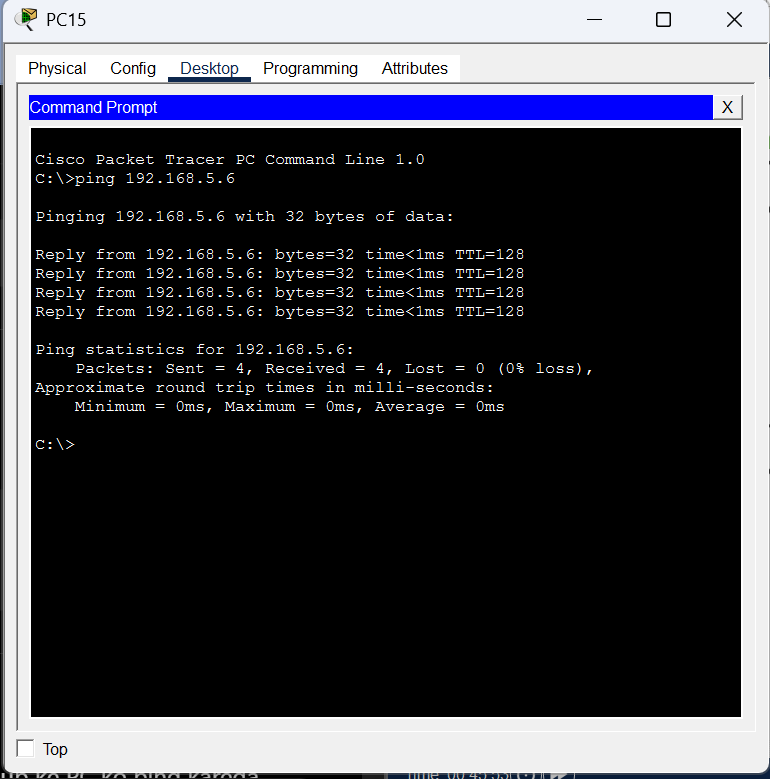 PC15
Physical Config Desktop Programming Attributes
Command Prompt
X
Cisco Packet Tracer PC Command Line 1.0
C:\>ping 192.168.5.6
Pinging 192.168.5.6 with 32 bytes of data:
Reply from 192.168.5.6: bytes=32 time<1ms TTL=128
Reply from 192.168.5.6: bytes=32 time<1ms TTL=128
Reply from 192.168.5.6: bytes=32 time<1ms TTL=128
Reply from 192.168.5.6: bytes=32 time<1ms TTL=128
Ping statistics for 192.168.5.6:
Packets: Sent = 4, Received = 4, Lost = 0 (0% loss),
Approximate round trip times in milli-seconds:
Minimum = 0ms, Maximum = 0ms, Average = 0ms
C:\>
Top